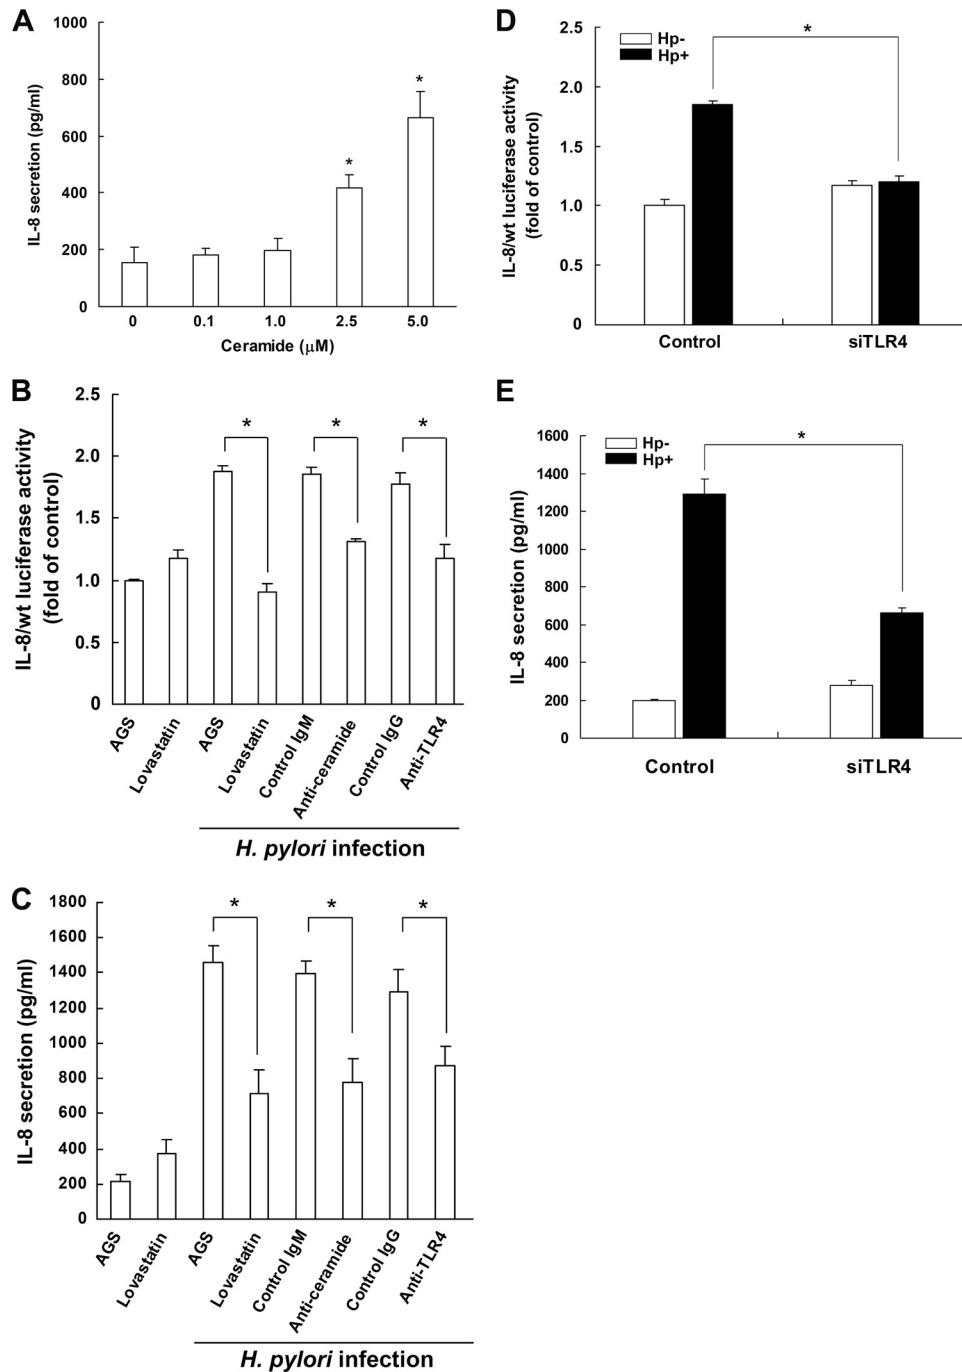 A
IL-8 secretion (pg/ml)
1000
800
600
400
200
0
*
*
0 0.1 1.0 2.5 5.0
Ceramide (μM)
B
IL-8/wt luciferase activity
(fold of control)
2.5
2.0
1.5
1.0
0.5
0
* * *
AGS
Lovastatin
AGS
Lovastatin
Control IgM
Anti-ceramide
Control IgG
Anti-TLR4
H. pylori infection
C
IL-8 secretion (pg/ml)
1800
1600
1400
1200
1000
800
600
400
200
0
* * *
AGS
Lovastatin
AGS
Lovastatin
Control IgM
Anti-ceramide
Control IgG
Anti-TLR4
H. pylori infection
D
IL-8/wt luciferase activity
(fold of control)
2.5
2.0
1.5
1.0
0.5
0
Hp-
Hp+
*
Control siTLR4
E
IL-8 secretion (pg/ml)
1600
1400
1200
1000
800
600
400
200
0
Hp-
Hp+
*
Control siTLR4